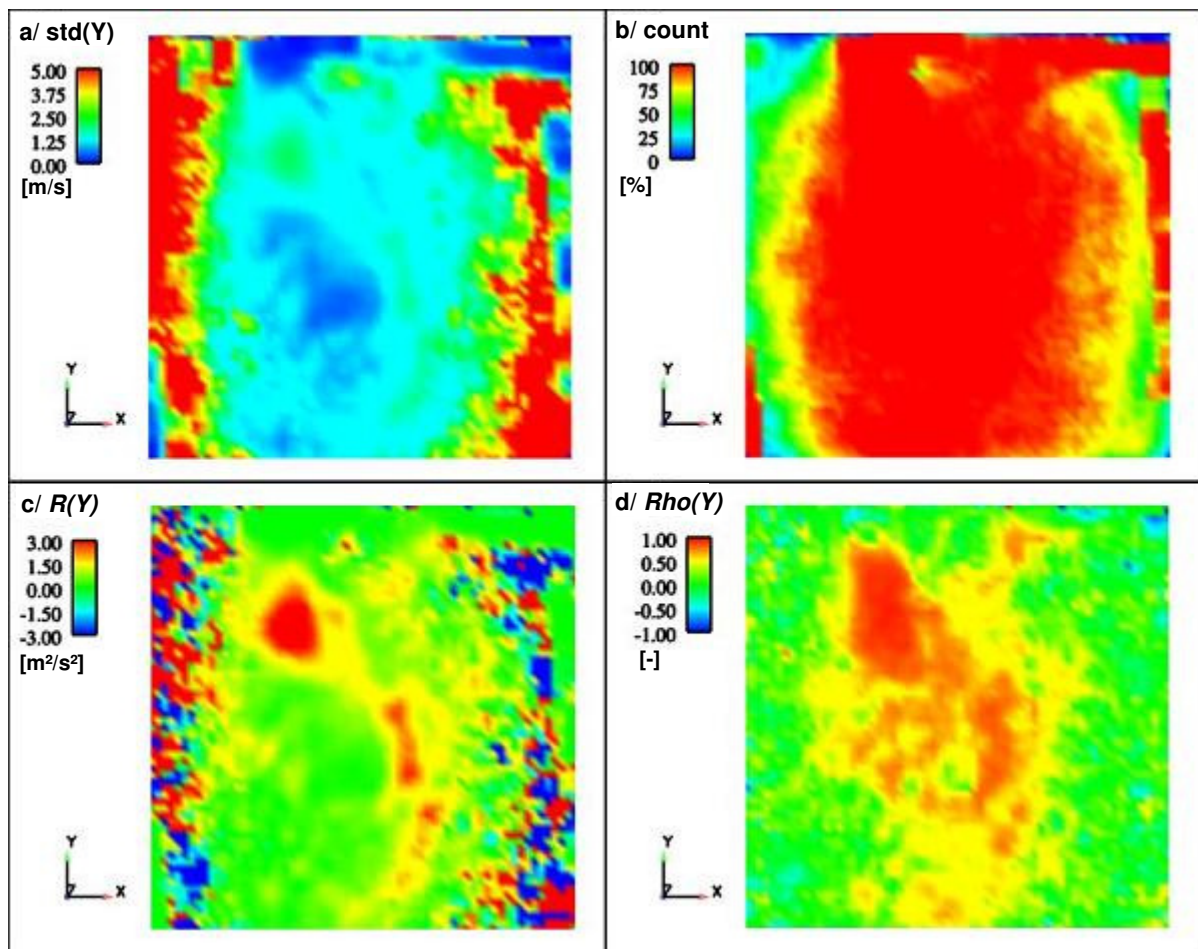 a/ std(Y)
5.00
3.75
2.50
1.25
0.00
[m/s]
Y
Z
X
b/ count
100
75
50
25
0
[%]
Y
Z
X
c/ R(Y)
3.00
1.50
0.00
-1.50
-3.00
[m²/s²]
Y
Z
X
d/ Rho(Y)
1.00
0.50
0.00
-0.50
-1.00
[-]
Y
Z
X